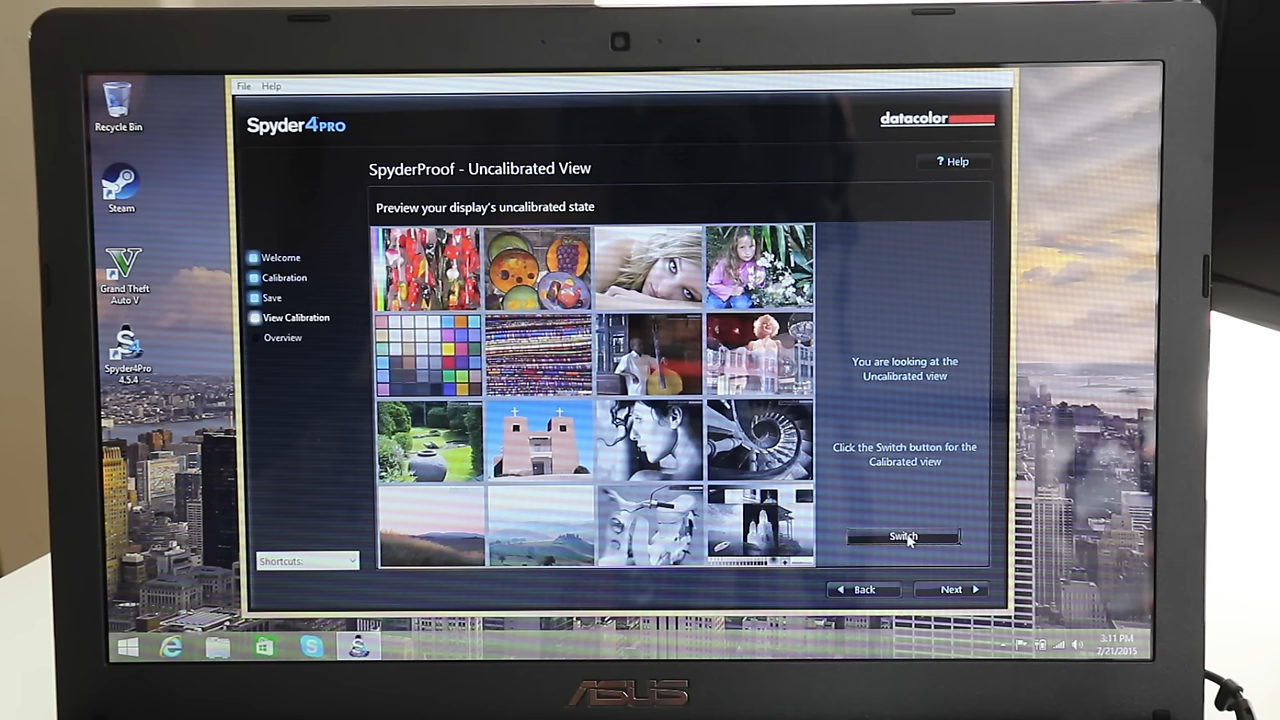 File Help
Spyder4PRO
datacolor
SpyderProof - Uncalibrated View
? Help
Preview your display's uncalibrated state
Welcome
Calibration
Save
View Calibration
Overview
You are looking at the
Uncalibrated view
Click the Switch button for the
Calibrated view
Switch
Shortcuts:
Back
Next
Recycle Bin
Steam
Grand Theft
Auto V
Spyder4Pro
4.5.4
3:11 PM
7/21/2015
ASUS